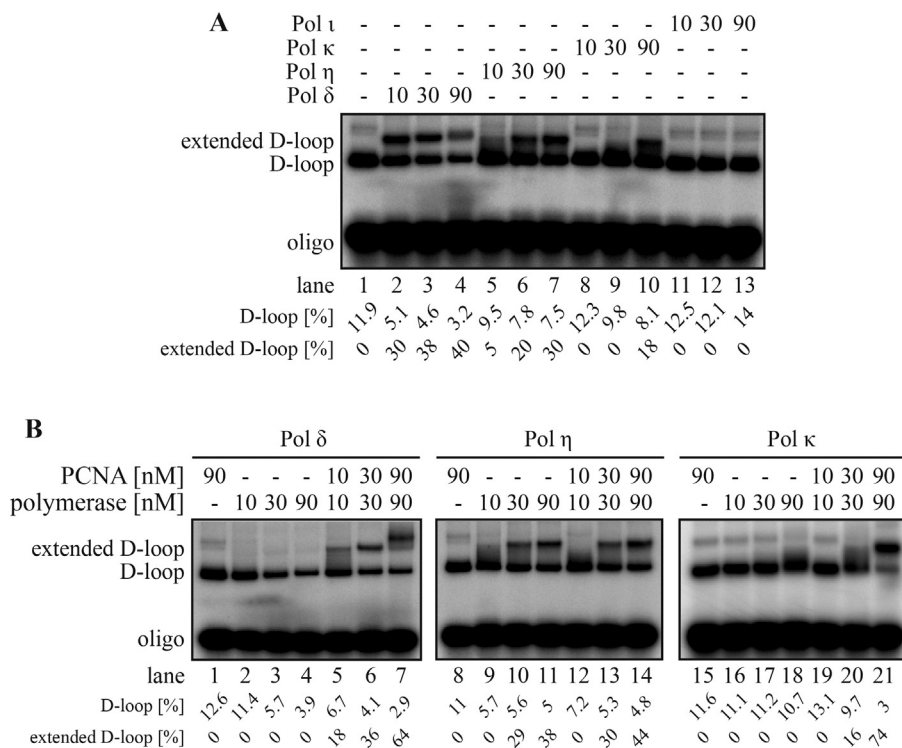 A
Pol ι - - - - - - - - - - 10 30 90
Pol κ - - - - - - - 10 30 90 - - -
Pol η - - - - 10 30 90 - - - - - -
Pol δ - 10 30 90 - - - - - - - - -
extended D-loop
D-loop
oligo
lane 1 2 3 4 5 6 7 8 9 10 11 12 13
D-loop [%] 11.9 5.1 4.6 3.2 9.5 7.8 7.5 12.3 9.8 8.1 12.5 12.1 14
extended D-loop [%] 0 30 38 40 5 20 30 0 0 18 0 0 0
B
Pol δ Pol η Pol κ
PCNA [nM] 90 - - - 10 30 90 90 - - - 10 30 90 90 - - - 10 30 90
polymerase [nM] - 10 30 90 10 30 90 - 10 30 90 10 30 90 - 10 30 90 10 30 90
extended D-loop
D-loop
oligo
lane 1 2 3 4 5 6 7 8 9 10 11 12 13 14 15 16 17 18 19 20 21
D-loop [%] 12.6 11.4 5.7 3.9 6.7 4.1 2.9 11 5.7 5.6 5 7.2 5.3 4.8 11.6 11.1 11.2 10.7 13.1 9.7 3
extended D-loop [%] 0 0 0 0 18 36 64 0 0 29 38 0 30 44 0 0 0 0 0 16 74